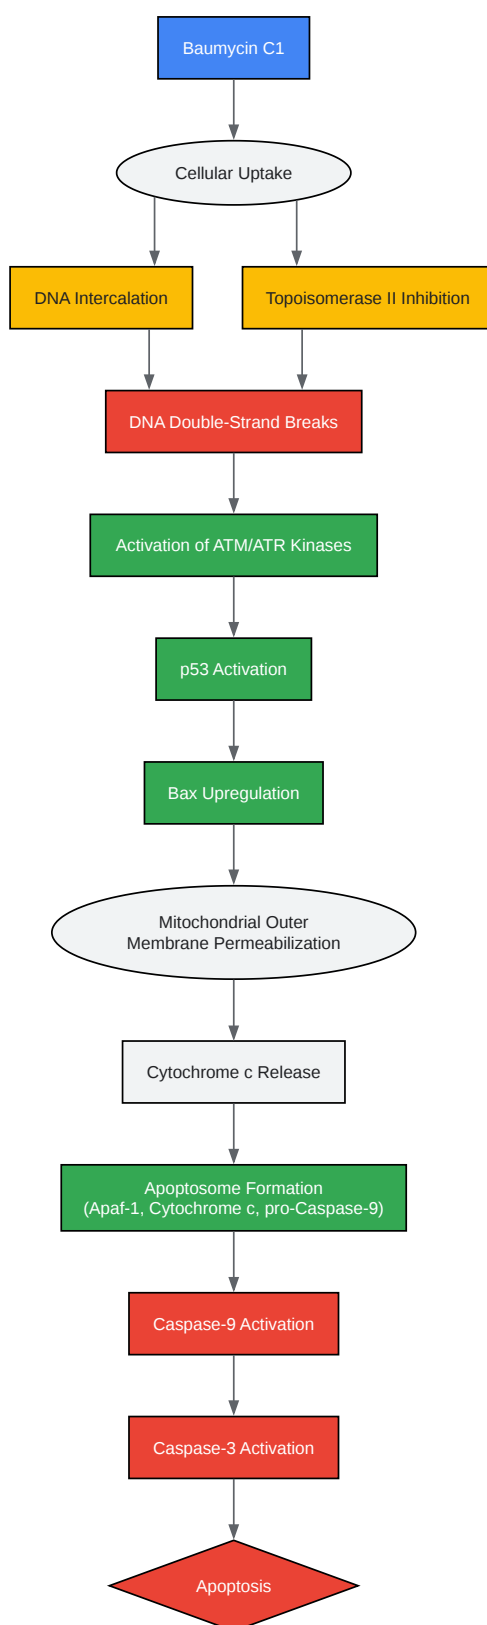 Baumycin C1
Cellular Uptake
DNA Intercalation
Topoisomerase II Inhibition
DNA Double-Strand Breaks
Activation of ATM/ATR Kinases
p53 Activation
Bax Upregulation
Mitochondrial Outer
Membrane Permeabilization
Cytochrome c Release
Apoptosome Formation
(Apaf-1, Cytochrome c, pro-Caspase-9)
Caspase-9 Activation
Caspase-3 Activation
Apoptosis